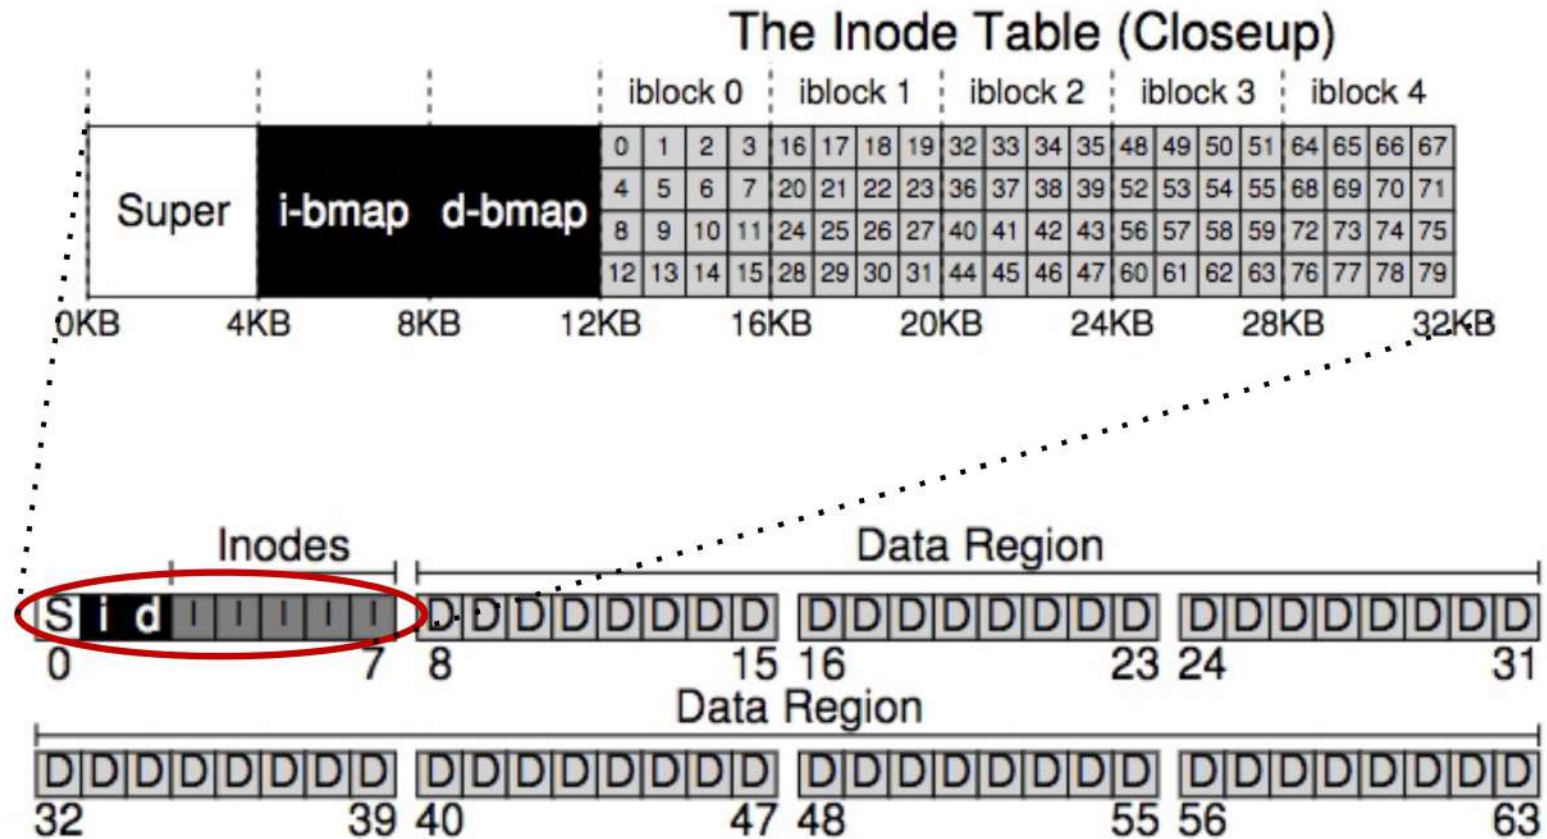 The Inode Table (Closeup)
iblock 0 iblock 1 iblock 2 iblock 3 iblock 4
0 1 2 3 16 17 18 19 32 33 34 35 48 49 50 51 64 65 66 67
4 5 6 7 20 21 22 23 36 37 38 39 52 53 54 55 68 69 70 71
Super i-bmap d-bmap
8 9 10 11 24 25 26 27 40 41 42 43 56 57 58 59 72 73 74 75
12 13 14 15 28 29 30 31 44 45 46 47 60 61 62 63 76 77 78 79
0KB 4KB 8KB 12KB 16KB 20KB 24KB 28KB 32KB
Inodes Data Region
S i d I I I I I D D D D D D D D D D D D D D D D D D D D D D D D
0 7 8 15 16 23 24 31
Data Region
D D D D D D D D D D D D D D D D D D D D D D D D D D D D D D D D
32 39 40 47 48 55 56 63